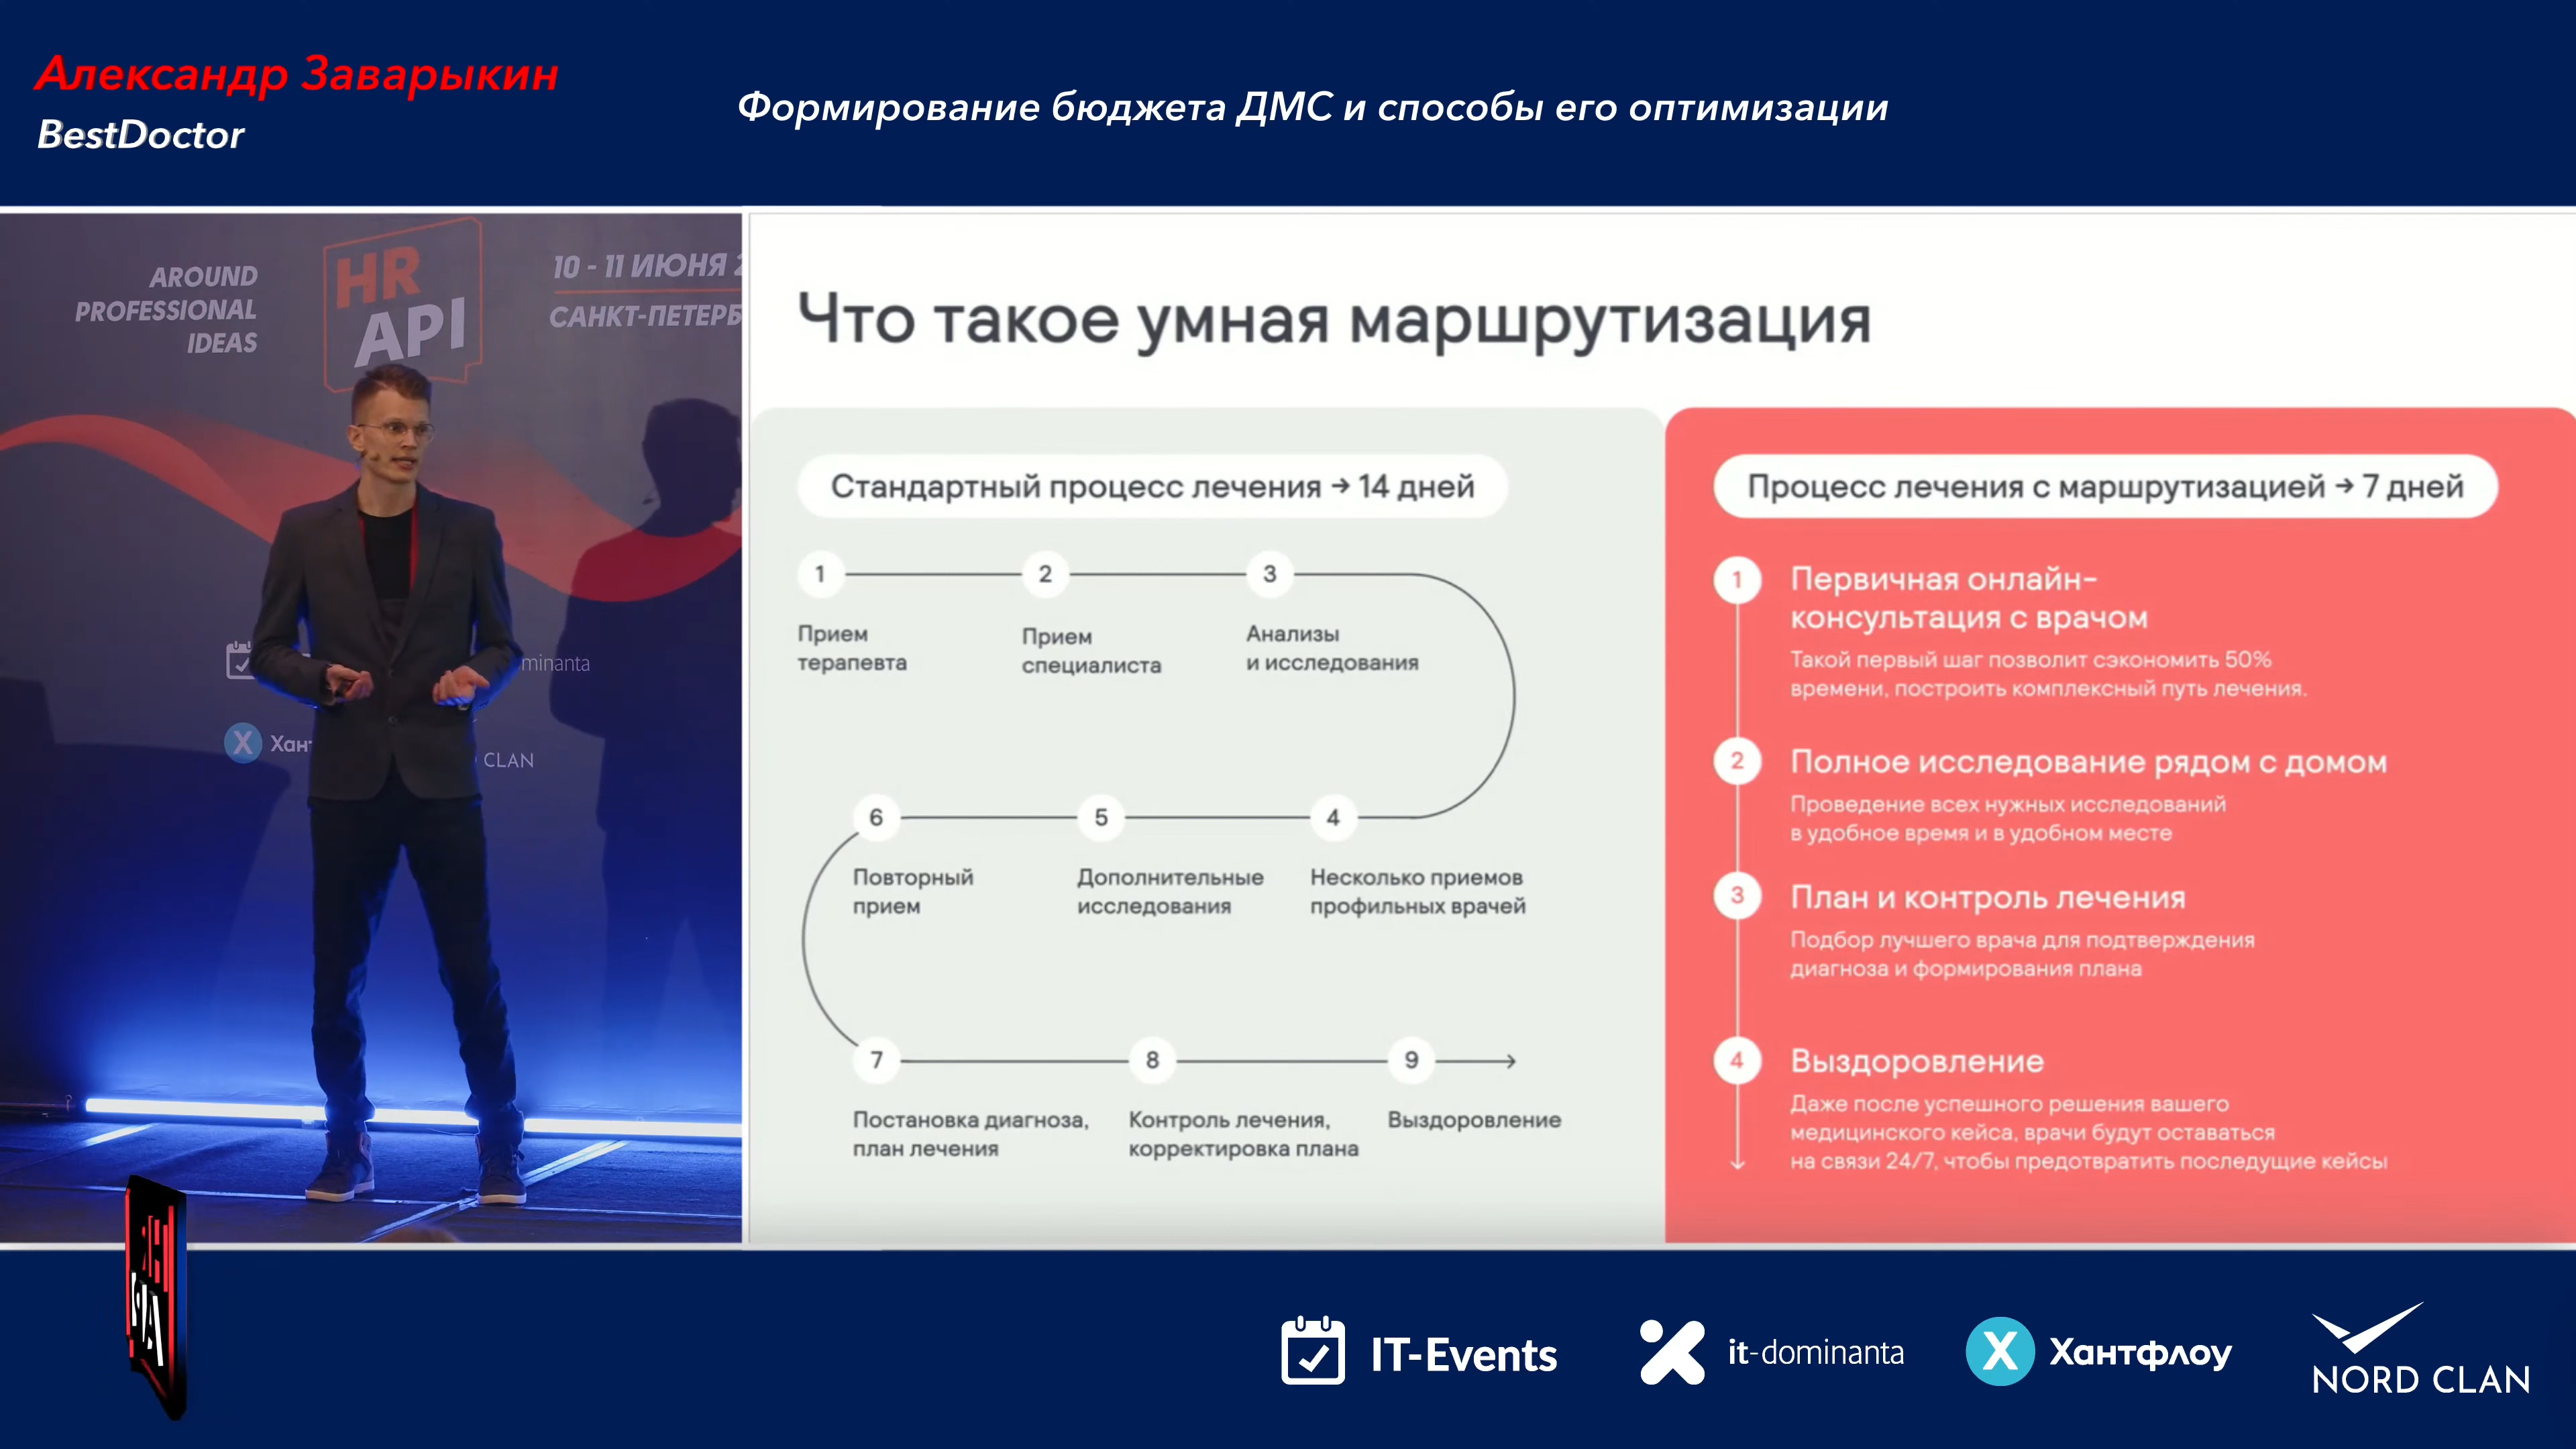 Александр Заварыкин
BestDoctor
Формирование бюджета ДМС и способы его оптимизации
AROUND
PROFESSIONAL
IDEAS
HR
API
10 - 11 ИЮНЯ
САНКТ-ПЕТЕРБ
minanta
X Хан
CLAN
Что такое умная маршрутизация
Стандартный процесс лечения → 14 дней
1
2
3
Прием
терапевта
Прием
специалиста
Анализы
и исследования
6
5
4
Повторный
прием
Дополнительные
исследования
Несколько приемов
профильных врачей
7
8
9
Постановка диагноза,
план лечения
Контроль лечения,
корректировка плана
Выздоровление
Процесс лечения с маршрутизацией → 7 дней
1
Первичная онлайн-
консультация с врачом
Такой первый шаг позволит сэкономить 50%
времени, построить комплексный путь лечения.
2
Полное исследование рядом с домом
Проведение всех нужных исследований
в удобное время и в удобном месте
3
План и контроль лечения
Подбор лучшего врача для подтверждения
диагноза и формирования плана
4
Выздоровление
Даже после успешного решения вашего
медицинского кейса, врачи будут оставаться
на связи 24/7, чтобы предотвратить последущие кейсы
IT-Events
it-dominanta
X Хантфлоу
NORD CLAN